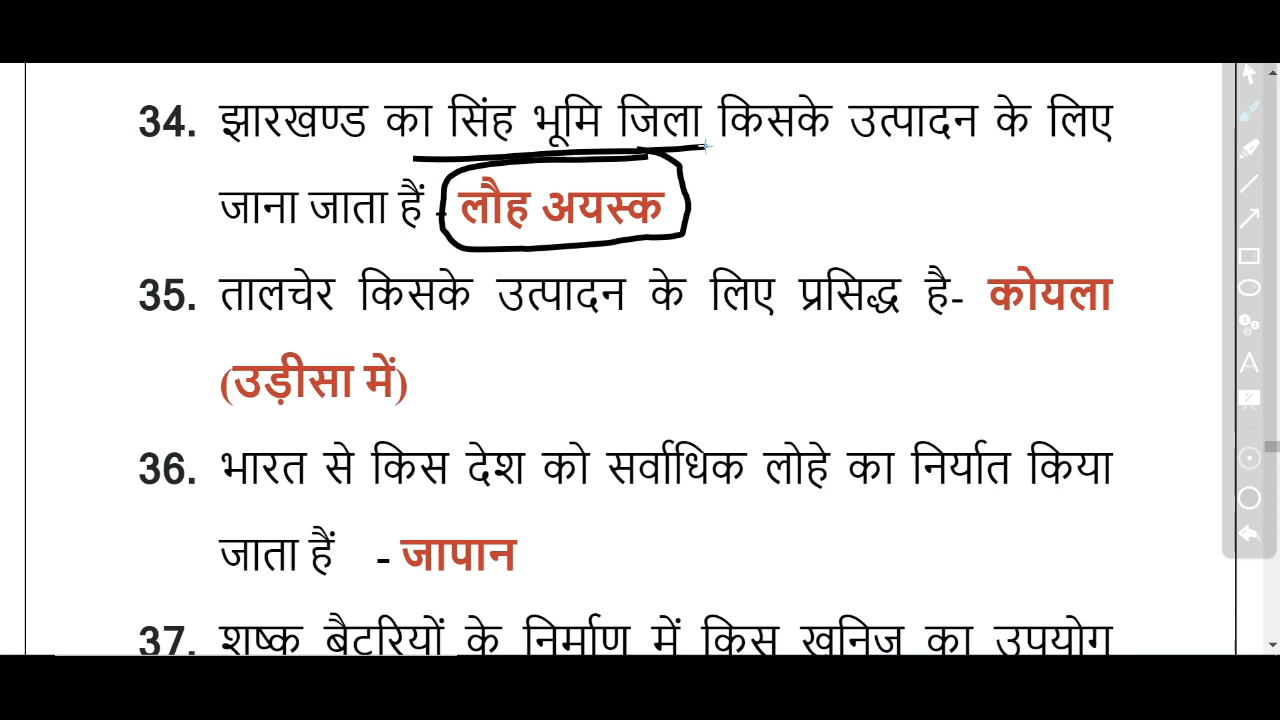 34. झारखण्ड का सिंह भूमि जिला किसके उत्पादन के लिए
जाना जाता हैं - लौह अयस्क
35. तालचेर किसके उत्पादन के लिए प्रसिद्ध है- कोयला
(उड़ीसा में)
36. भारत से किस देश को सर्वाधिक लोहे का निर्यात किया
जाता हैं - जापान
37. शुष्क बैटरियों के निर्माण में किस खनिज का उपयोग